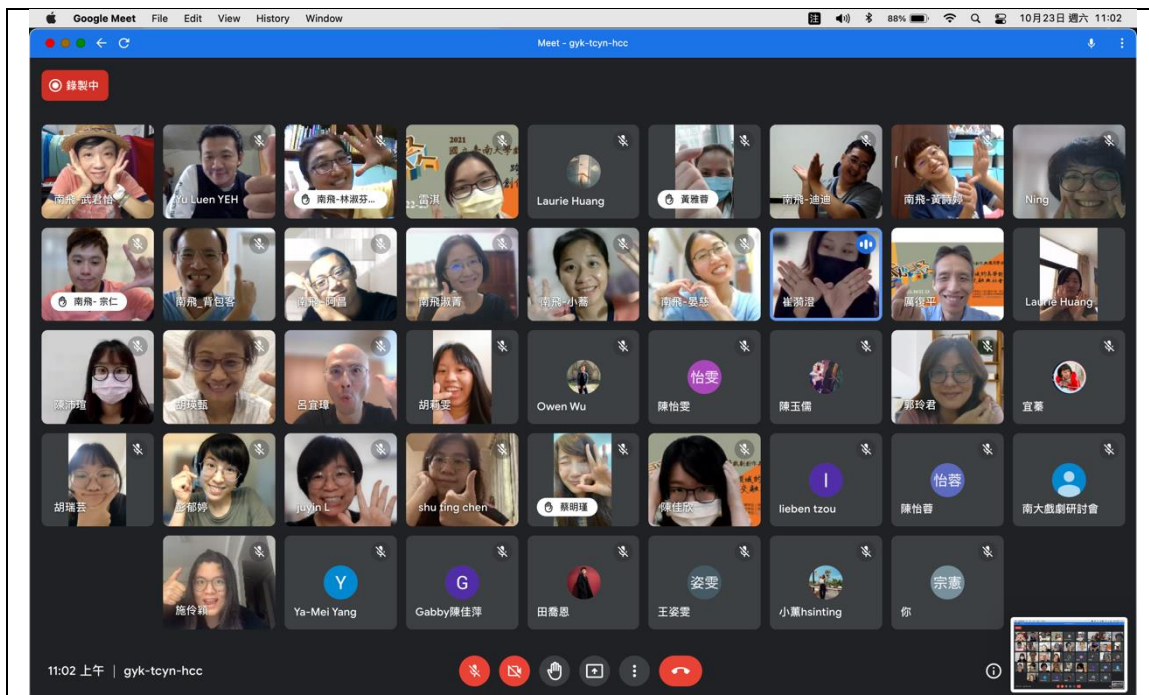 Google Meet File Edit View History Window 88% 10月23日 週六 11:02
Meet - gyk-tcyn-hcc
錄製中
南飛-武君怡
Yu Luen YEH
南飛-林淑芬...
2021
雷淇
Laurie Huang
黃雅蓉
南飛-迪迪
南飛-黃詩婷
Ning
南飛- 宗仁
南飛_背包客
南飛-阿昌
南飛淑菁
南飛-小蕎
南飛-晏慈
崔漪澄
厲復平
Laurie Huang
陳沛瑄
胡瑛甄
呂宜璋
胡莉雯
Owen Wu
怡雯
陳怡雯
陳玉儒
郭玲君
宜蓁
胡瑞芸
彭郁婷
juyin L
shu ting chen
蔡明瑾
陳佳欣
I
lieben tzou
怡蓉
陳怡蓉
南大戲劇研討會
施伶穎
Y
Ya-Mei Yang
G
Gabby陳佳萍
田喬恩
姿雯
王姿雯
小薰hsinting
宗憲
你
11:02 上午 | gyk-tcyn-hcc